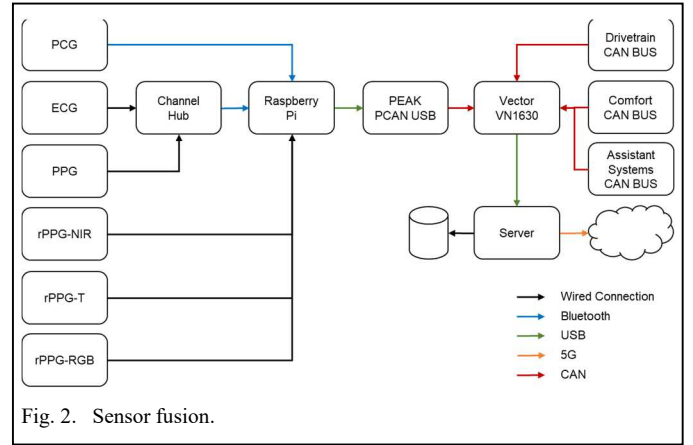 PCG
Drivetrain
CAN BUS
ECG
Channel
Hub
Raspberry
Pi
PEAK
PCAN USB
Vector
VN1630
Comfort
CAN BUS
PPG
Assistant
Systems
CAN BUS
rPPG-NIR
Server
rPPG-T
rPPG-RGB
Wired Connection
Bluetooth
USB
5G
CAN
Fig. 2. Sensor fusion.